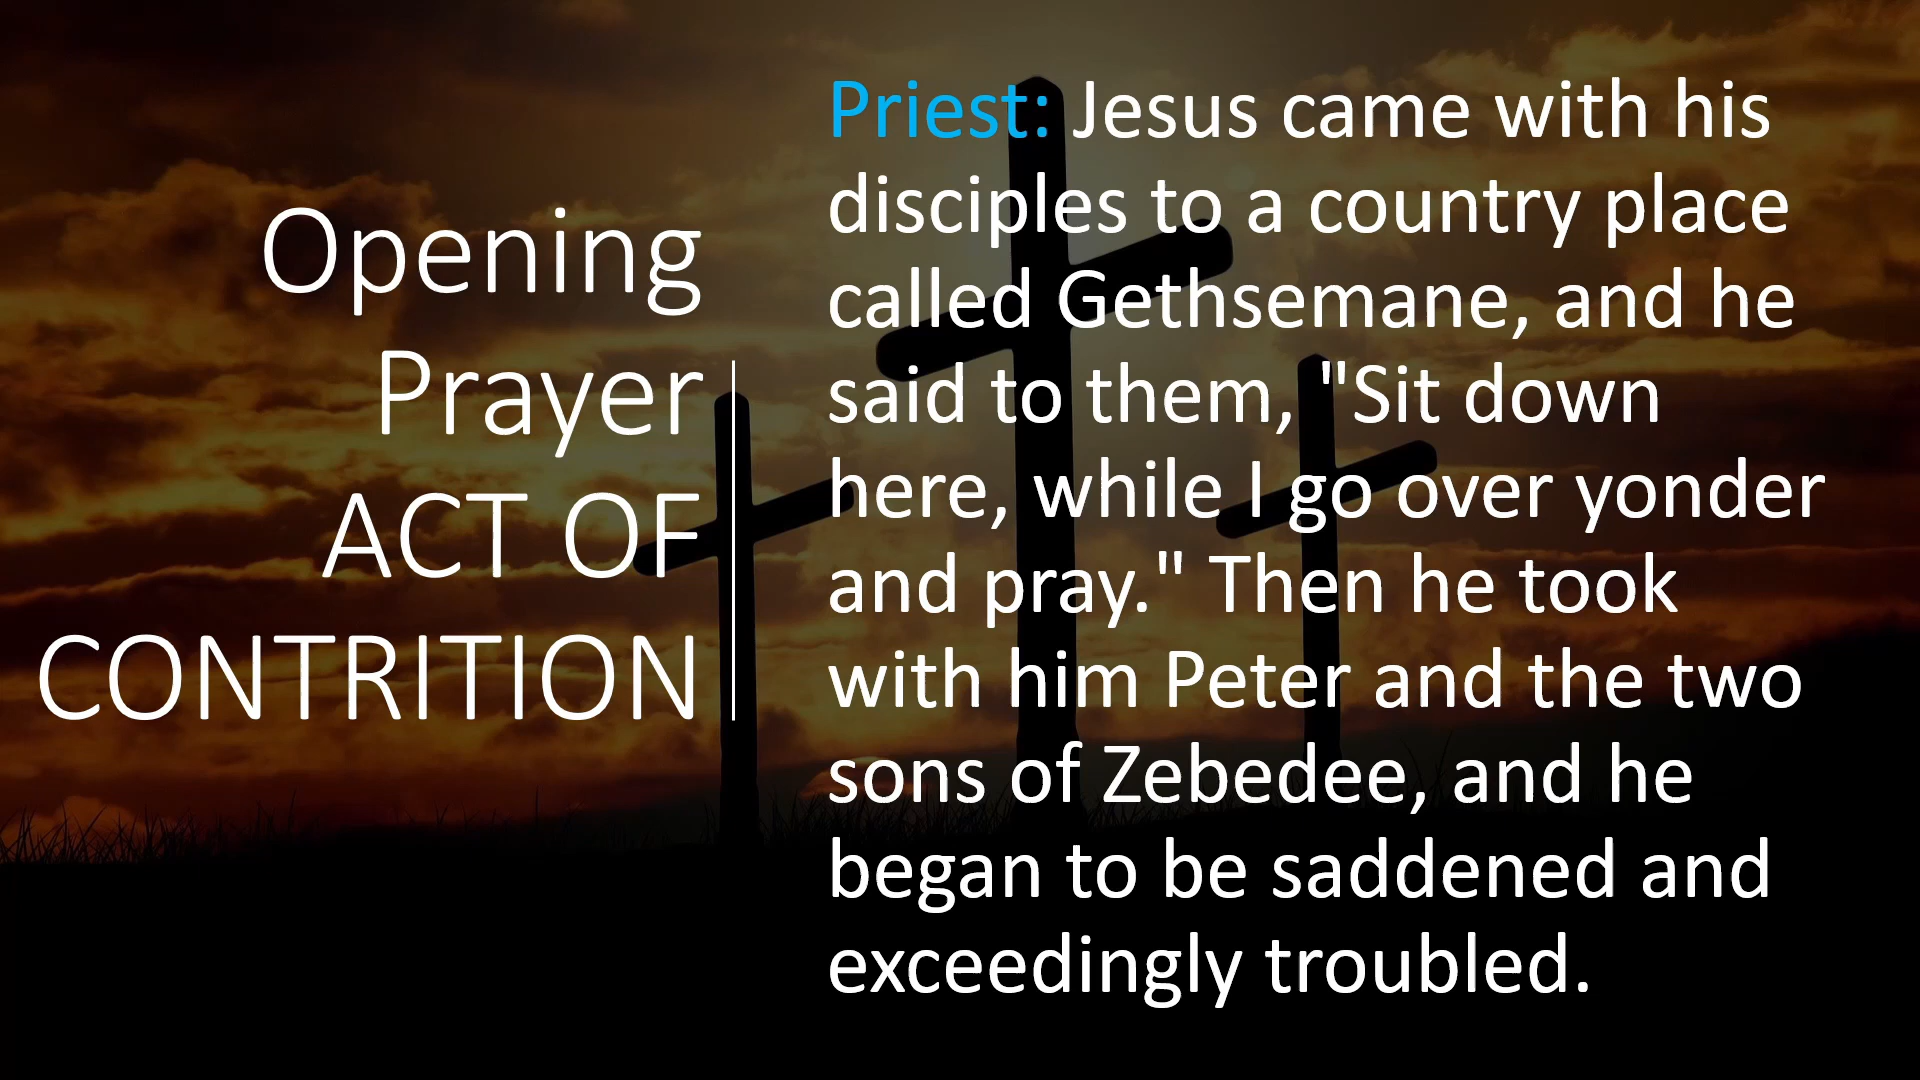 Opening
Prayer
ACT OF
CONTRITION
Priest: Jesus came with his
disciples to a country place
called Gethsemane, and he
said to them, "Sit down
here, while I go over yonder
and pray." Then he took
with him Peter and the two
sons of Zebedee, and he
began to be saddened and
exceedingly troubled.